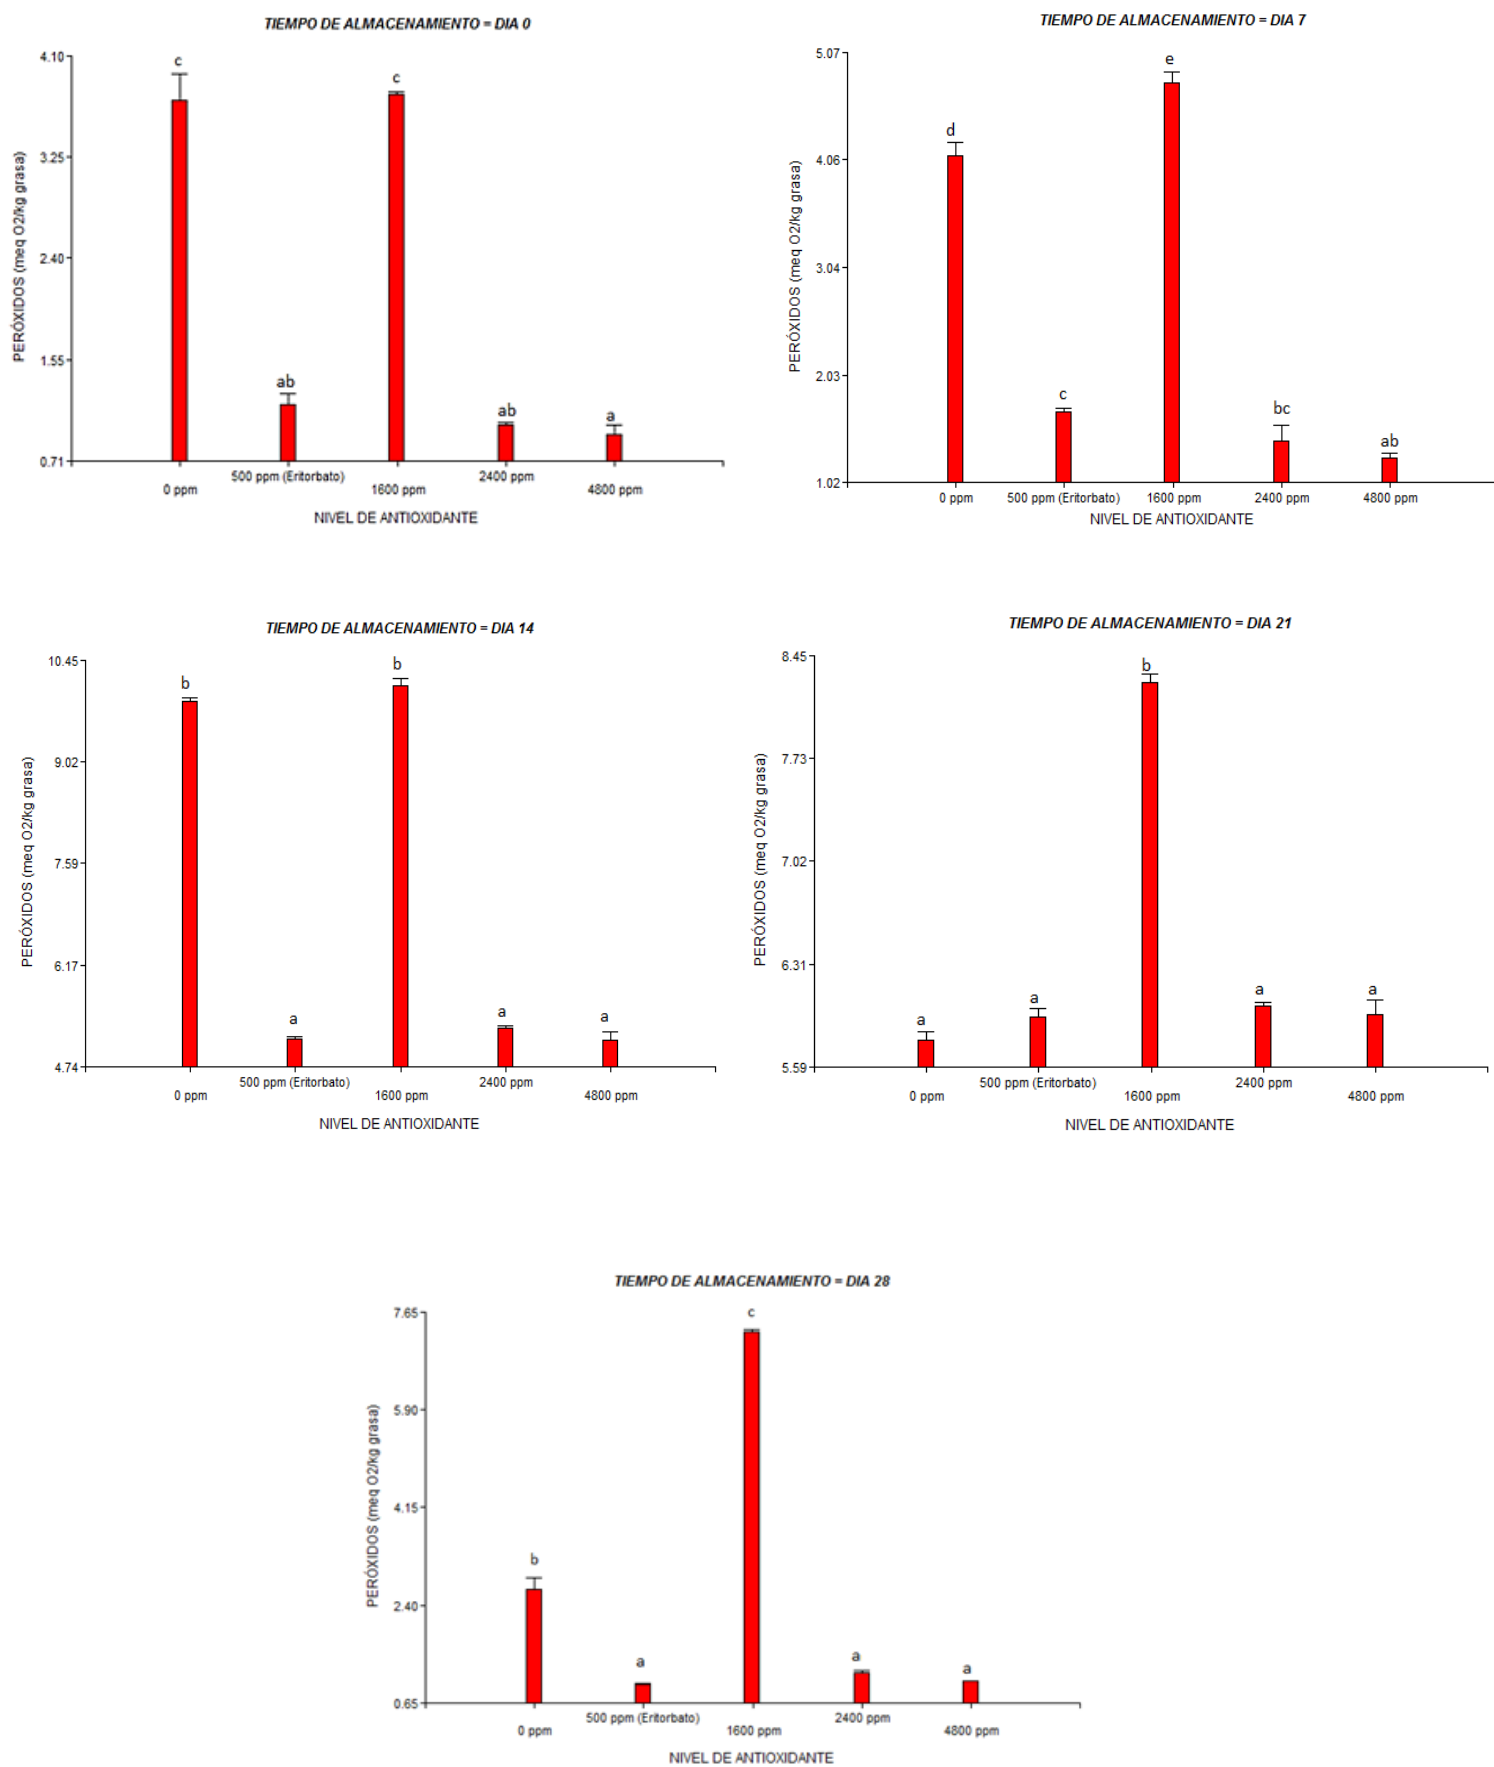 TIEMPO DE ALMACENAMIENTO = DIA 0
4.10
3.25
2.40
1.55
0.71
PERÓXIDOS (meq O2/kg grasa)
c
ab
c
ab
a
0 ppm
500 ppm (Eritorbato)
1600 ppm
2400 ppm
4800 ppm
NIVEL DE ANTIOXIDANTE
TIEMPO DE ALMACENAMIENTO = DIA 7
5.07
4.06
3.04
2.03
1.02
PERÓXIDOS (meq O2/kg grasa)
d
c
e
bc
ab
0 ppm
500 ppm (Eritorbato)
1600 ppm
2400 ppm
4800 ppm
NIVEL DE ANTIOXIDANTE
TIEMPO DE ALMACENAMIENTO = DIA 14
10.45
9.02
7.59
6.17
4.74
PERÓXIDOS (meq O2/kg grasa)
b
a
b
a
a
0 ppm
500 ppm (Eritorbato)
1600 ppm
2400 ppm
4800 ppm
NIVEL DE ANTIOXIDANTE
TIEMPO DE ALMACENAMIENTO = DIA 21
8.45
7.73
7.02
6.31
5.59
PERÓXIDOS (meq O2/kg grasa)
a
a
b
a
a
0 ppm
500 ppm (Eritorbato)
1600 ppm
2400 ppm
4800 ppm
NIVEL DE ANTIOXIDANTE
TIEMPO DE ALMACENAMIENTO = DIA 28
7.65
5.90
4.15
2.40
0.65
PERÓXIDOS (meq O2/kg grasa)
b
a
c
a
a
0 ppm
500 ppm (Eritorbato)
1600 ppm
2400 ppm
4800 ppm
NIVEL DE ANTIOXIDANTE